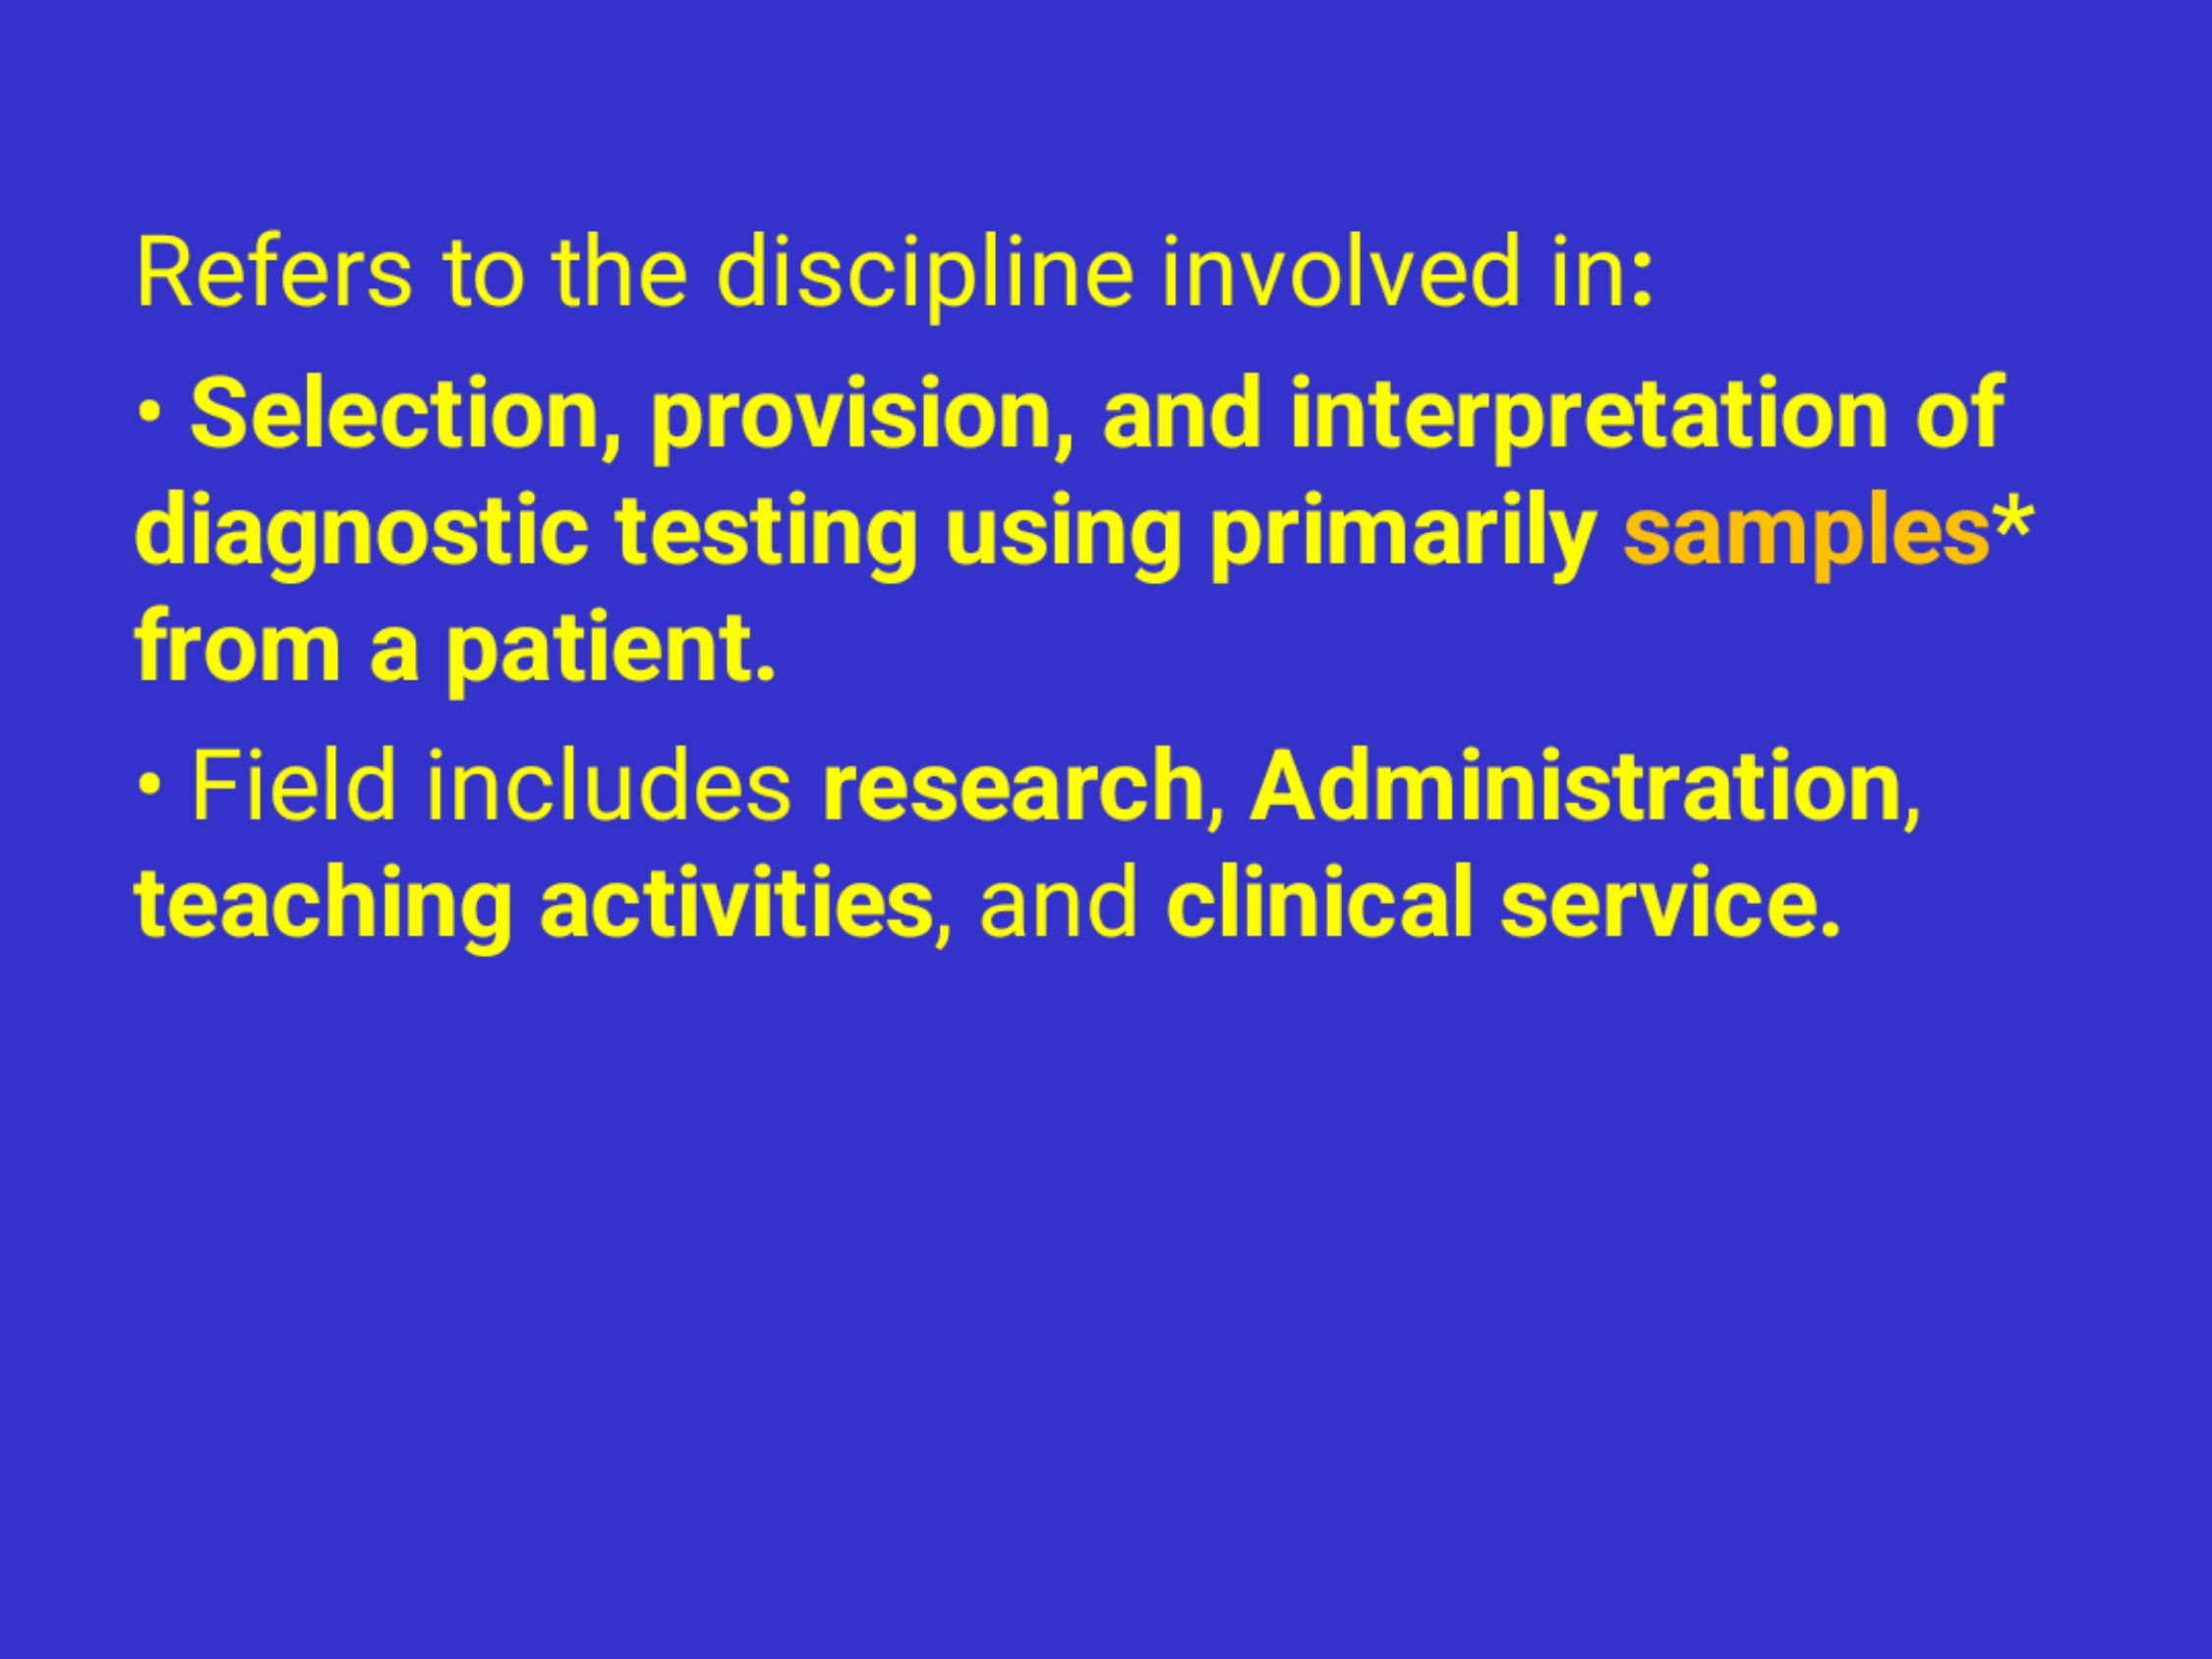 Refers to the discipline involved in:
• Selection, provision, and interpretation of
diagnostic testing using primarily samples*
from a patient.
• Field includes research, Administration,
teaching activities, and clinical service.